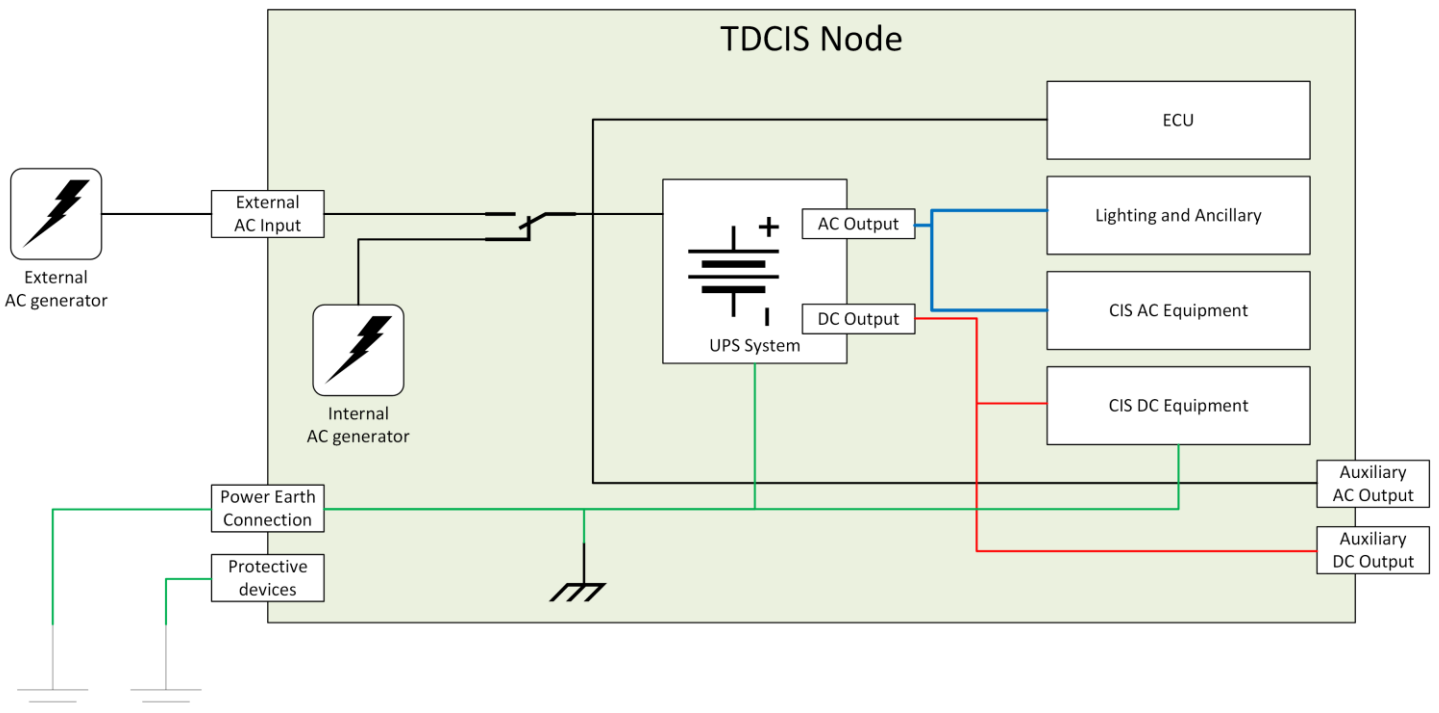 TDCIS Node
ECU
External
AC Input
Lighting and Ancillary
AC Output
+
External
AC generator
CIS AC Equipment
DC Output
UPS System
Internal
AC generator
CIS DC Equipment
Auxiliary
AC Output
Power Earth
Connection
Auxiliary
DC Output
Protective
devices